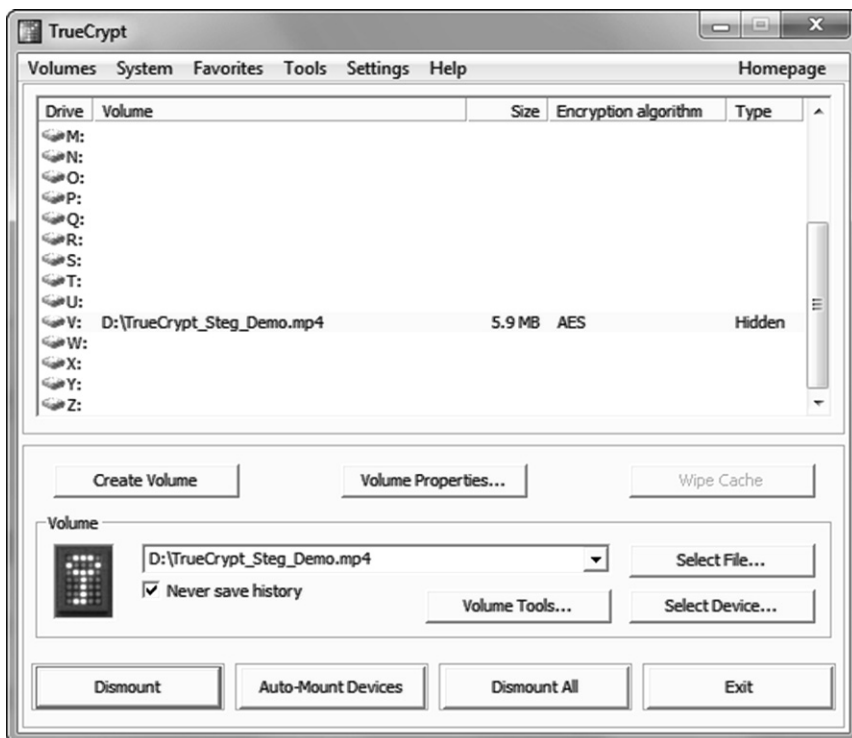 TrueCrypt
Volumes System Favorites Tools Settings Help Homepage
Drive Volume Size Encryption algorithm Type
M:
N:
O:
P:
Q:
R:
S:
T:
U:
V: D:\TrueCrypt_Steg_Demo.mp4 5.9 MB AES Hidden
W:
X:
Y:
Z:
Create Volume Volume Properties... Wipe Cache
Volume
D:\TrueCrypt_Steg_Demo.mp4 Select File...
Never save history
Volume Tools... Select Device...
Dismount Auto-Mount Devices Dismount All Exit